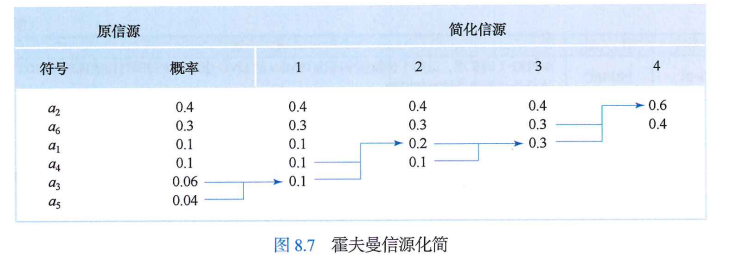 原信源 简化信源
符号 概率 1 2 3 4
a2 0.4 0.4 0.4 0.4 0.6
a6 0.3 0.3 0.3 0.3 0.4
a1 0.1 0.1 0.2 0.3
a4 0.1 0.1 0.1
a3 0.06 0.1
a5 0.04
图 8.7 霍夫曼信源化简